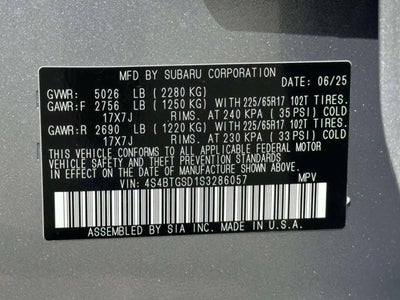 MFD BY SUBARU CORPORATION
GVWR: 5026 LB (2280 KG) DATE: 06/25
GAWR:F 2756 LB (1250 KG) WITH 225/65R17 102T TIRES.
17X7J RIMS. AT 240 KPA (35 PSI) COLD
GAWR:R 2690 LB (1220 KG) WITH 225/65R17 102T TIRES.
17X7J RIMS. AT 230 KPA (33 PSI) COLD
THIS VEHICLE CONFORMS TO ALL APPLICABLE FEDERAL MOTOR
VEHICLE SAFETY AND THEFT PREVENTION STANDARDS IN EFFECT
ON THE DATE OF MANUFACTURE SHOWN ABOVE.
VIN: 4S4BTGSD1S3286057 MPV
ASSEMBLED BY SIA INC. MADE IN U.S.A.